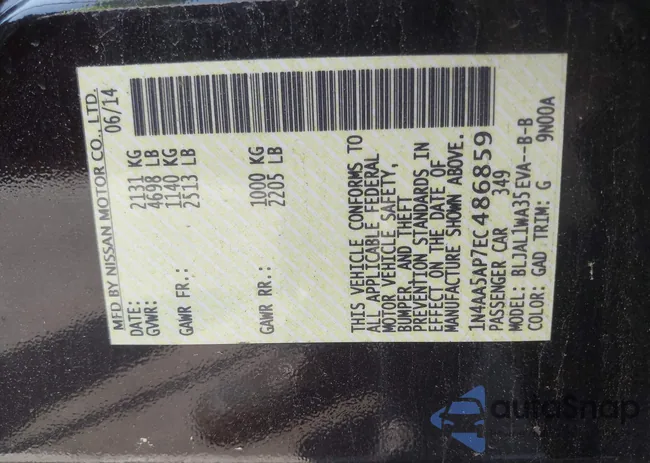 MFD BY NISSAN MOTOR CO., LTD.
DATE: 06/14
GVWR: 2131 KG
4698 LB
GAWR FR.: 1140 KG
2513 LB
GAWR RR.: 1000 KG
2205 LB
THIS VEHICLE CONFORMS TO
ALL APPLICABLE FEDERAL
MOTOR VEHICLE SAFETY,
BUMPER, AND THEFT
PREVENTION STANDARDS IN
EFFECT ON THE DATE OF
MANUFACTURE SHOWN ABOVE.
1N4AA5AP7EC486859
PASSENGER CAR 349
MODEL: BLJAL1WA35EVA--B-B
COLOR: GAD TRIM: G 9N00A
autoSnap